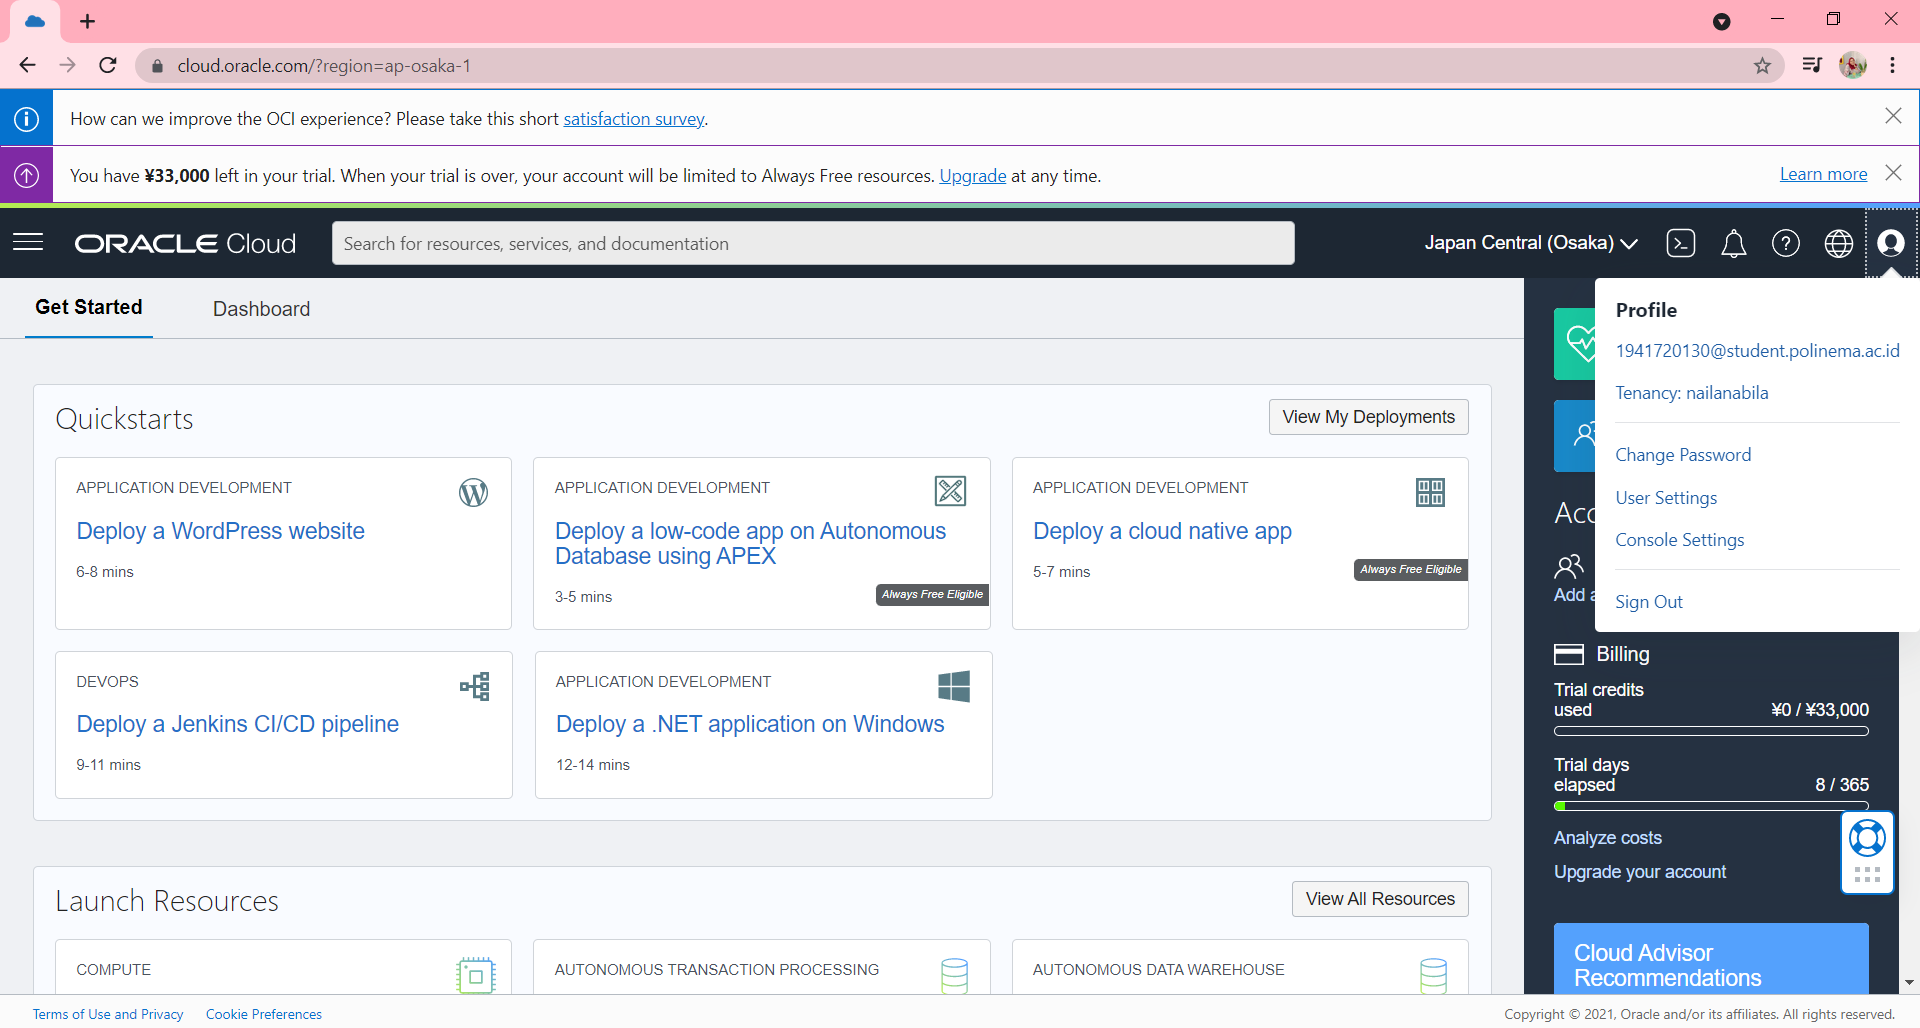 cloud.oracle.com/?region=ap-osaka-1
How can we improve the OCI experience? Please take this short satisfaction survey.
You have ¥33,000 left in your trial. When your trial is over, your account will be limited to Always Free resources. Upgrade at any time.
Learn more
ORACLE Cloud
Search for resources, services, and documentation
Japan Central (Osaka)
Get Started
Dashboard
Profile
1941720130@student.polinema.ac.id
Tenancy: nailanabila
Change Password
User Settings
Console Settings
Sign Out
Quickstarts
View My Deployments
APPLICATION DEVELOPMENT
Deploy a WordPress website
6-8 mins
APPLICATION DEVELOPMENT
Deploy a low-code app on Autonomous
Database using APEX
3-5 mins
Always Free Eligible
APPLICATION DEVELOPMENT
Deploy a cloud native app
5-7 mins
Always Free Eligible
DEVOPS
Deploy a Jenkins CI/CD pipeline
9-11 mins
APPLICATION DEVELOPMENT
Deploy a .NET application on Windows
12-14 mins
Add
Billing
Trial credits
used
¥0 / ¥33,000
Trial days
elapsed
8 / 365
Analyze costs
Upgrade your account
Cloud Advisor
Recommendations
Launch Resources
View All Resources
COMPUTE
AUTONOMOUS TRANSACTION PROCESSING
AUTONOMOUS DATA WAREHOUSE
Terms of Use and Privacy
Cookie Preferences
Copyright © 2021, Oracle and/or its affiliates. All rights reserved.